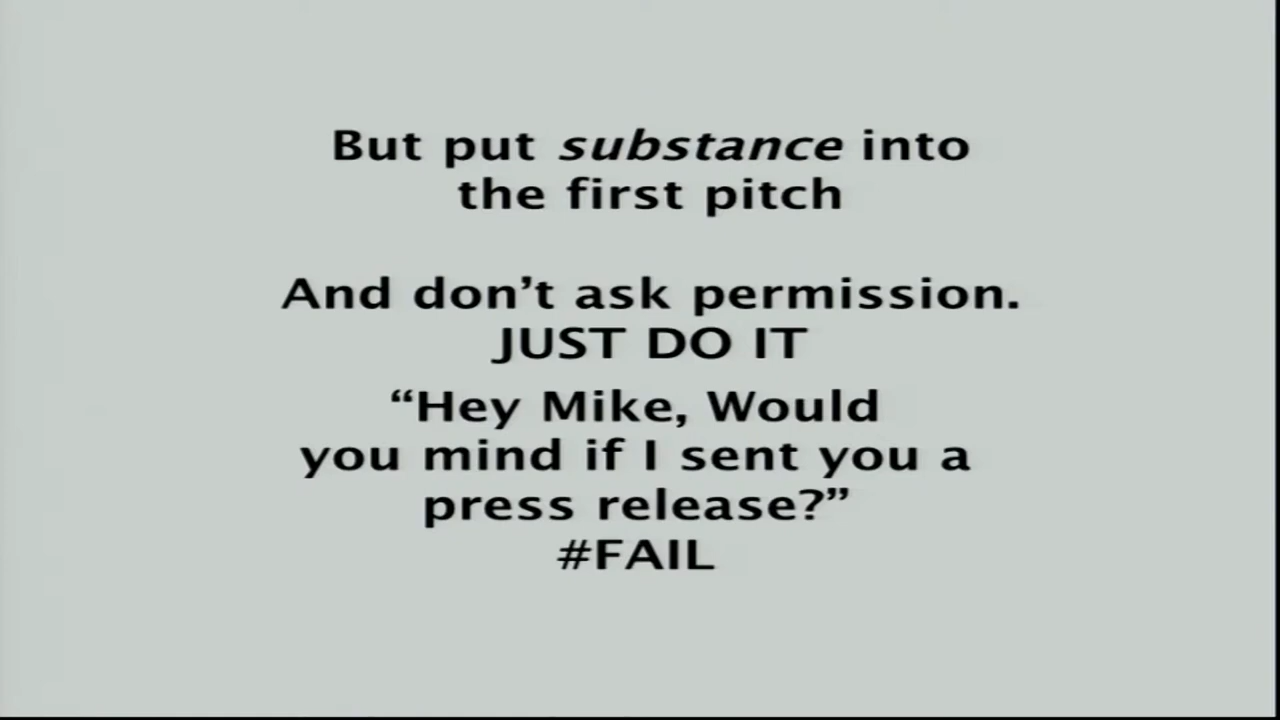 But put substance into
the first pitch
And don’t ask permission.
JUST DO IT
“Hey Mike, Would
you mind if I sent you a
press release?”
#FAIL